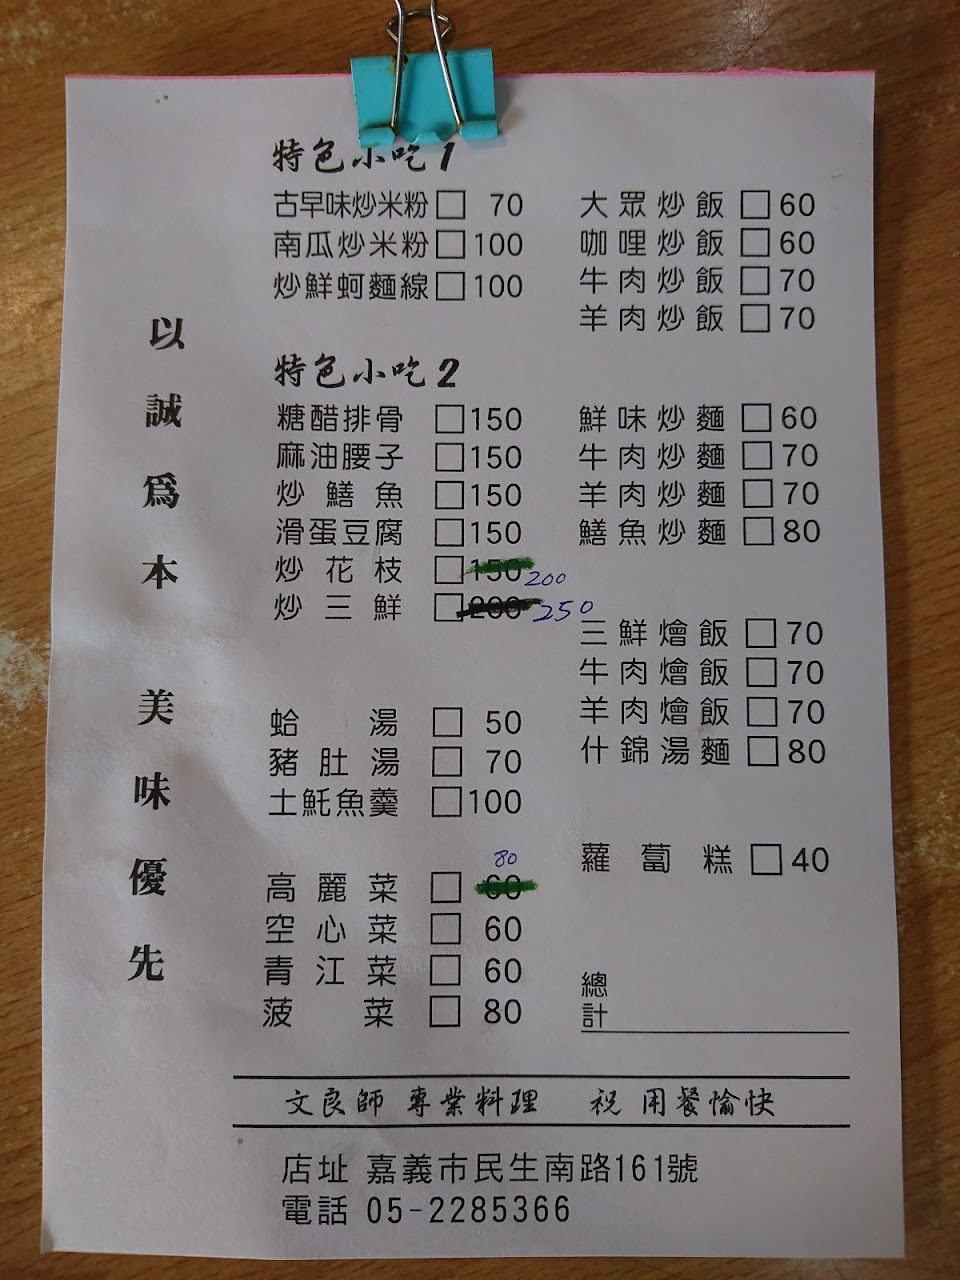 特色小吃1
古早味炒米粉 □ 70
南瓜炒米粉 □ 100
炒鮮蚵麵線 □ 100
大眾炒飯 □ 60
咖哩炒飯 □ 60
牛肉炒飯 □ 70
羊肉炒飯 □ 70
特色小吃2
糖醋排骨 □ 150
麻油腰子 □ 150
炒鱔魚 □ 150
滑蛋豆腐 □ 150
炒花枝 □ 150 200
炒三鮮 □ 200 250
鮮味炒麵 □ 60
牛肉炒麵 □ 70
羊肉炒麵 □ 70
鱔魚炒麵 □ 80
三鮮燴飯 □ 70
牛肉燴飯 □ 70
羊肉燴飯 □ 70
什錦湯麵 □ 80
蛤湯 □ 50
豬肚湯 □ 70
土魠魚羹 □ 100
蘿蔔糕 □ 40
高麗菜 □ 60 80
空心菜 □ 60
青江菜 □ 60
菠菜 □ 80
總計
以誠為本 美味優先
文良師 專業料理 祝 用餐愉快
店址 嘉義市民生南路161號
電話 05-2285366